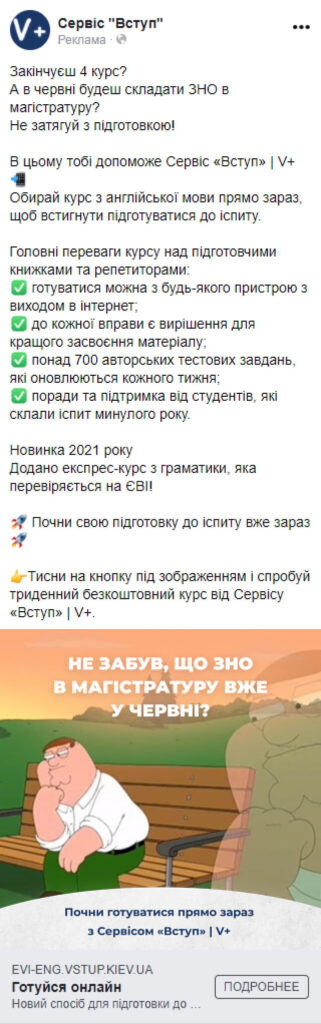 V+
Сервіс "Вступ"
Реклама ·
Закінчуєш 4 курс?
А в червні будеш складати ЗНО в
магістратуру?
Не затягуй з підготовкою!
В цьому тобі допоможе Сервіс «Вступ» | V+
📲
Обирай курс з англійської мови прямо зараз,
щоб встигнути підготуватися до іспиту.
Головні переваги курсу над підготовчими
книжками та репетиторами:
✅ готуватися можна з будь-якого пристрою з
виходом в інтернет;
✅ до кожної вправи є вирішення для
кращого засвоєння матеріалу;
✅ понад 700 авторських тестових завдань,
які оновлюються кожного тижня;
✅ поради та підтримка від студентів, які
склали іспит минулого року.
Новинка 2021 року
Додано експрес-курс з граматики, яка
перевіряється на ЄВІ!
🚀 Почни свою підготовку до іспиту вже зараз
🚀
👉Тисни на кнопку під зображенням і спробуй
триденний безкоштовний курс від Сервісу
«Вступ» | V+.
НЕ ЗАБУВ, ЩО ЗНО
В МАГІСТРАТУРУ ВЖЕ
У ЧЕРВНІ?
Почни готуватися прямо зараз
з Сервісом «Вступ» | V+
EVI-ENG.VSTUP.KIEV.UA
Готуйся онлайн
Новий спосіб для підготовки до ...
ПОДРОБНЕЕ